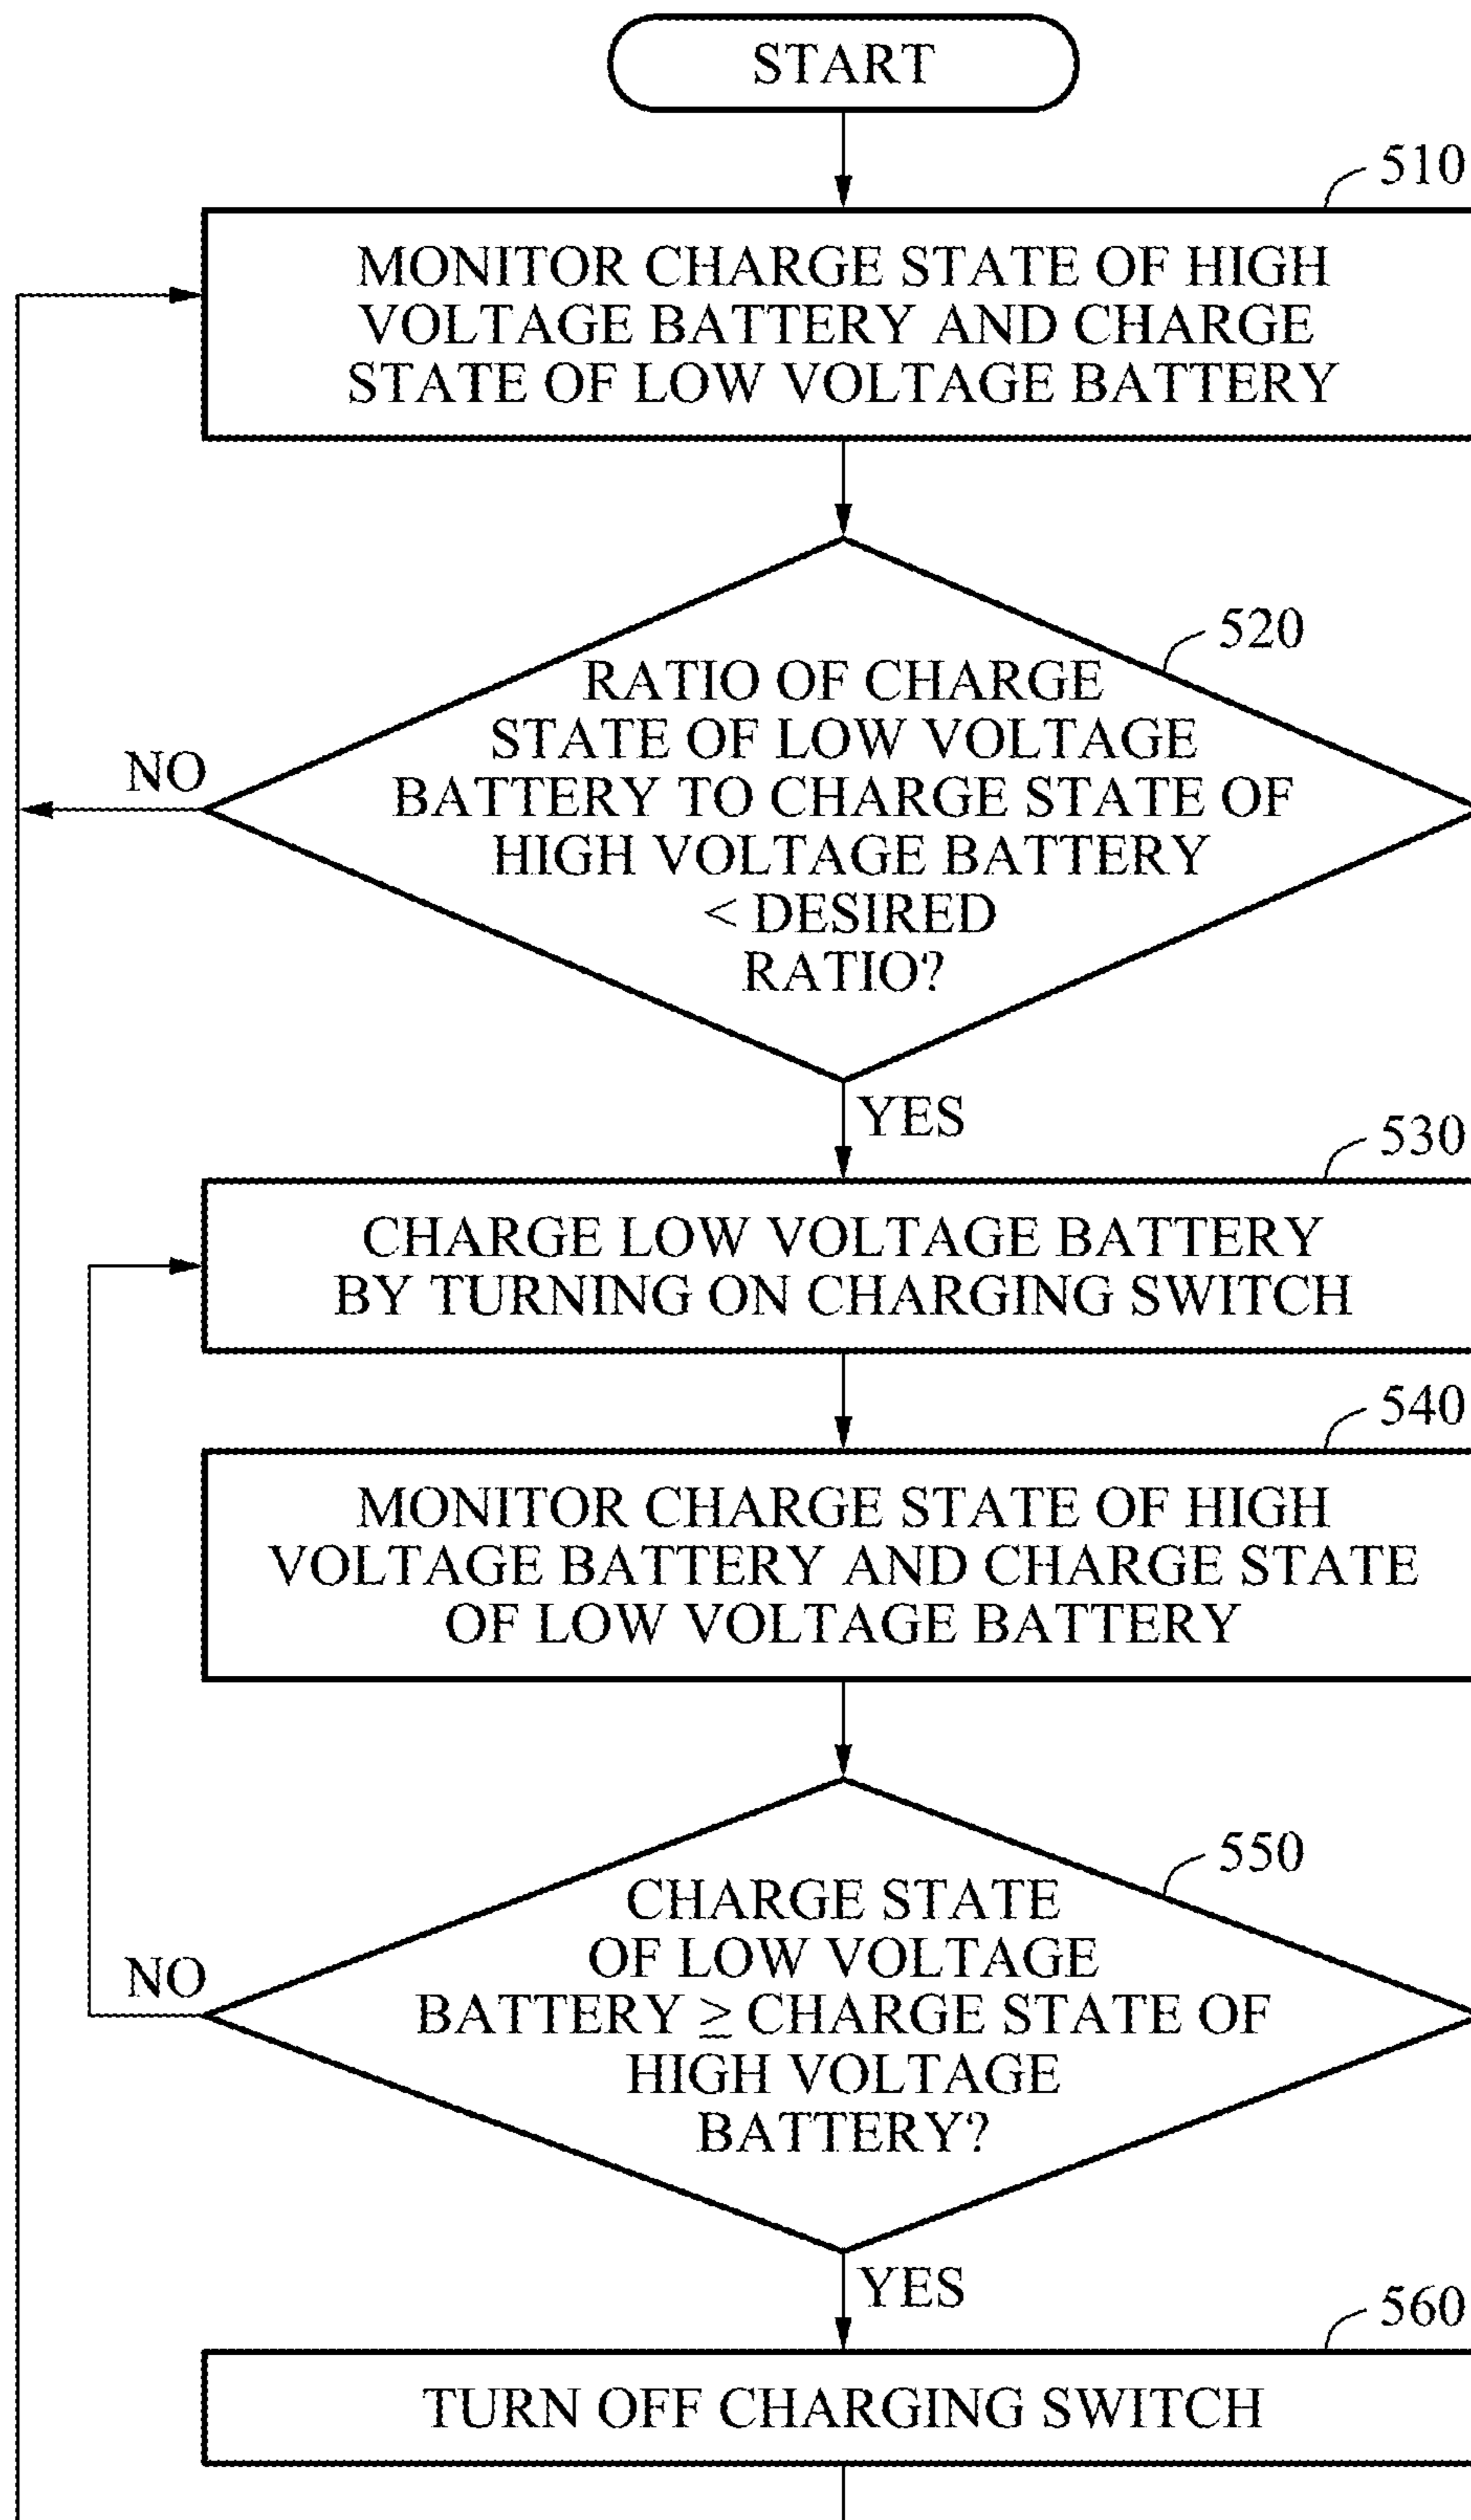 START
510
MONITOR CHARGE STATE OF HIGH
VOLTAGE BATTERY AND CHARGE
STATE OF LOW VOLTAGE BATTERY
520
RATIO OF CHARGE
STATE OF LOW VOLTAGE
BATTERY TO CHARGE STATE OF
HIGH VOLTAGE BATTERY
< DESIRED
RATIO?
NO
YES
530
CHARGE LOW VOLTAGE BATTERY
BY TURNING ON CHARGING SWITCH
540
MONITOR CHARGE STATE OF HIGH
VOLTAGE BATTERY AND CHARGE STATE
OF LOW VOLTAGE BATTERY
550
CHARGE STATE
OF LOW VOLTAGE
BATTERY ≥ CHARGE STATE OF
HIGH VOLTAGE
BATTERY?
NO
YES
560
TURN OFF CHARGING SWITCH